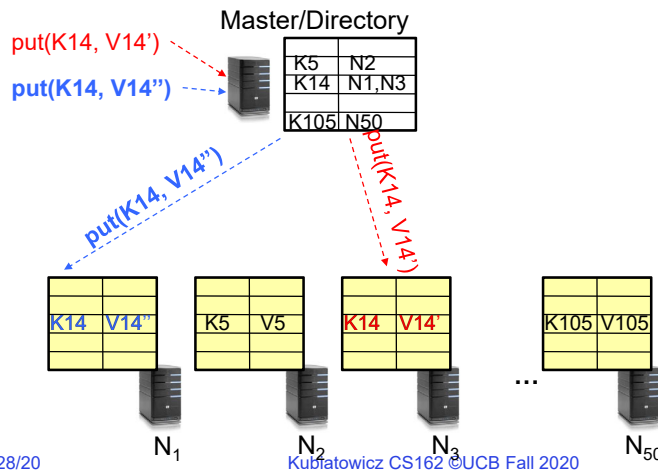 Master/Directory
put(K14, V14’)
put(K14, V14”)
K5 N2
K14 N1,N3
K105 N50
put(K14, V14”)
put(K14, V14’)
K14 V14”
K5 V5
K14 V14’
K105 V105
...
N1 N2 N3 N50
28/20 Kubiatowicz CS162 ©UCB Fall 2020